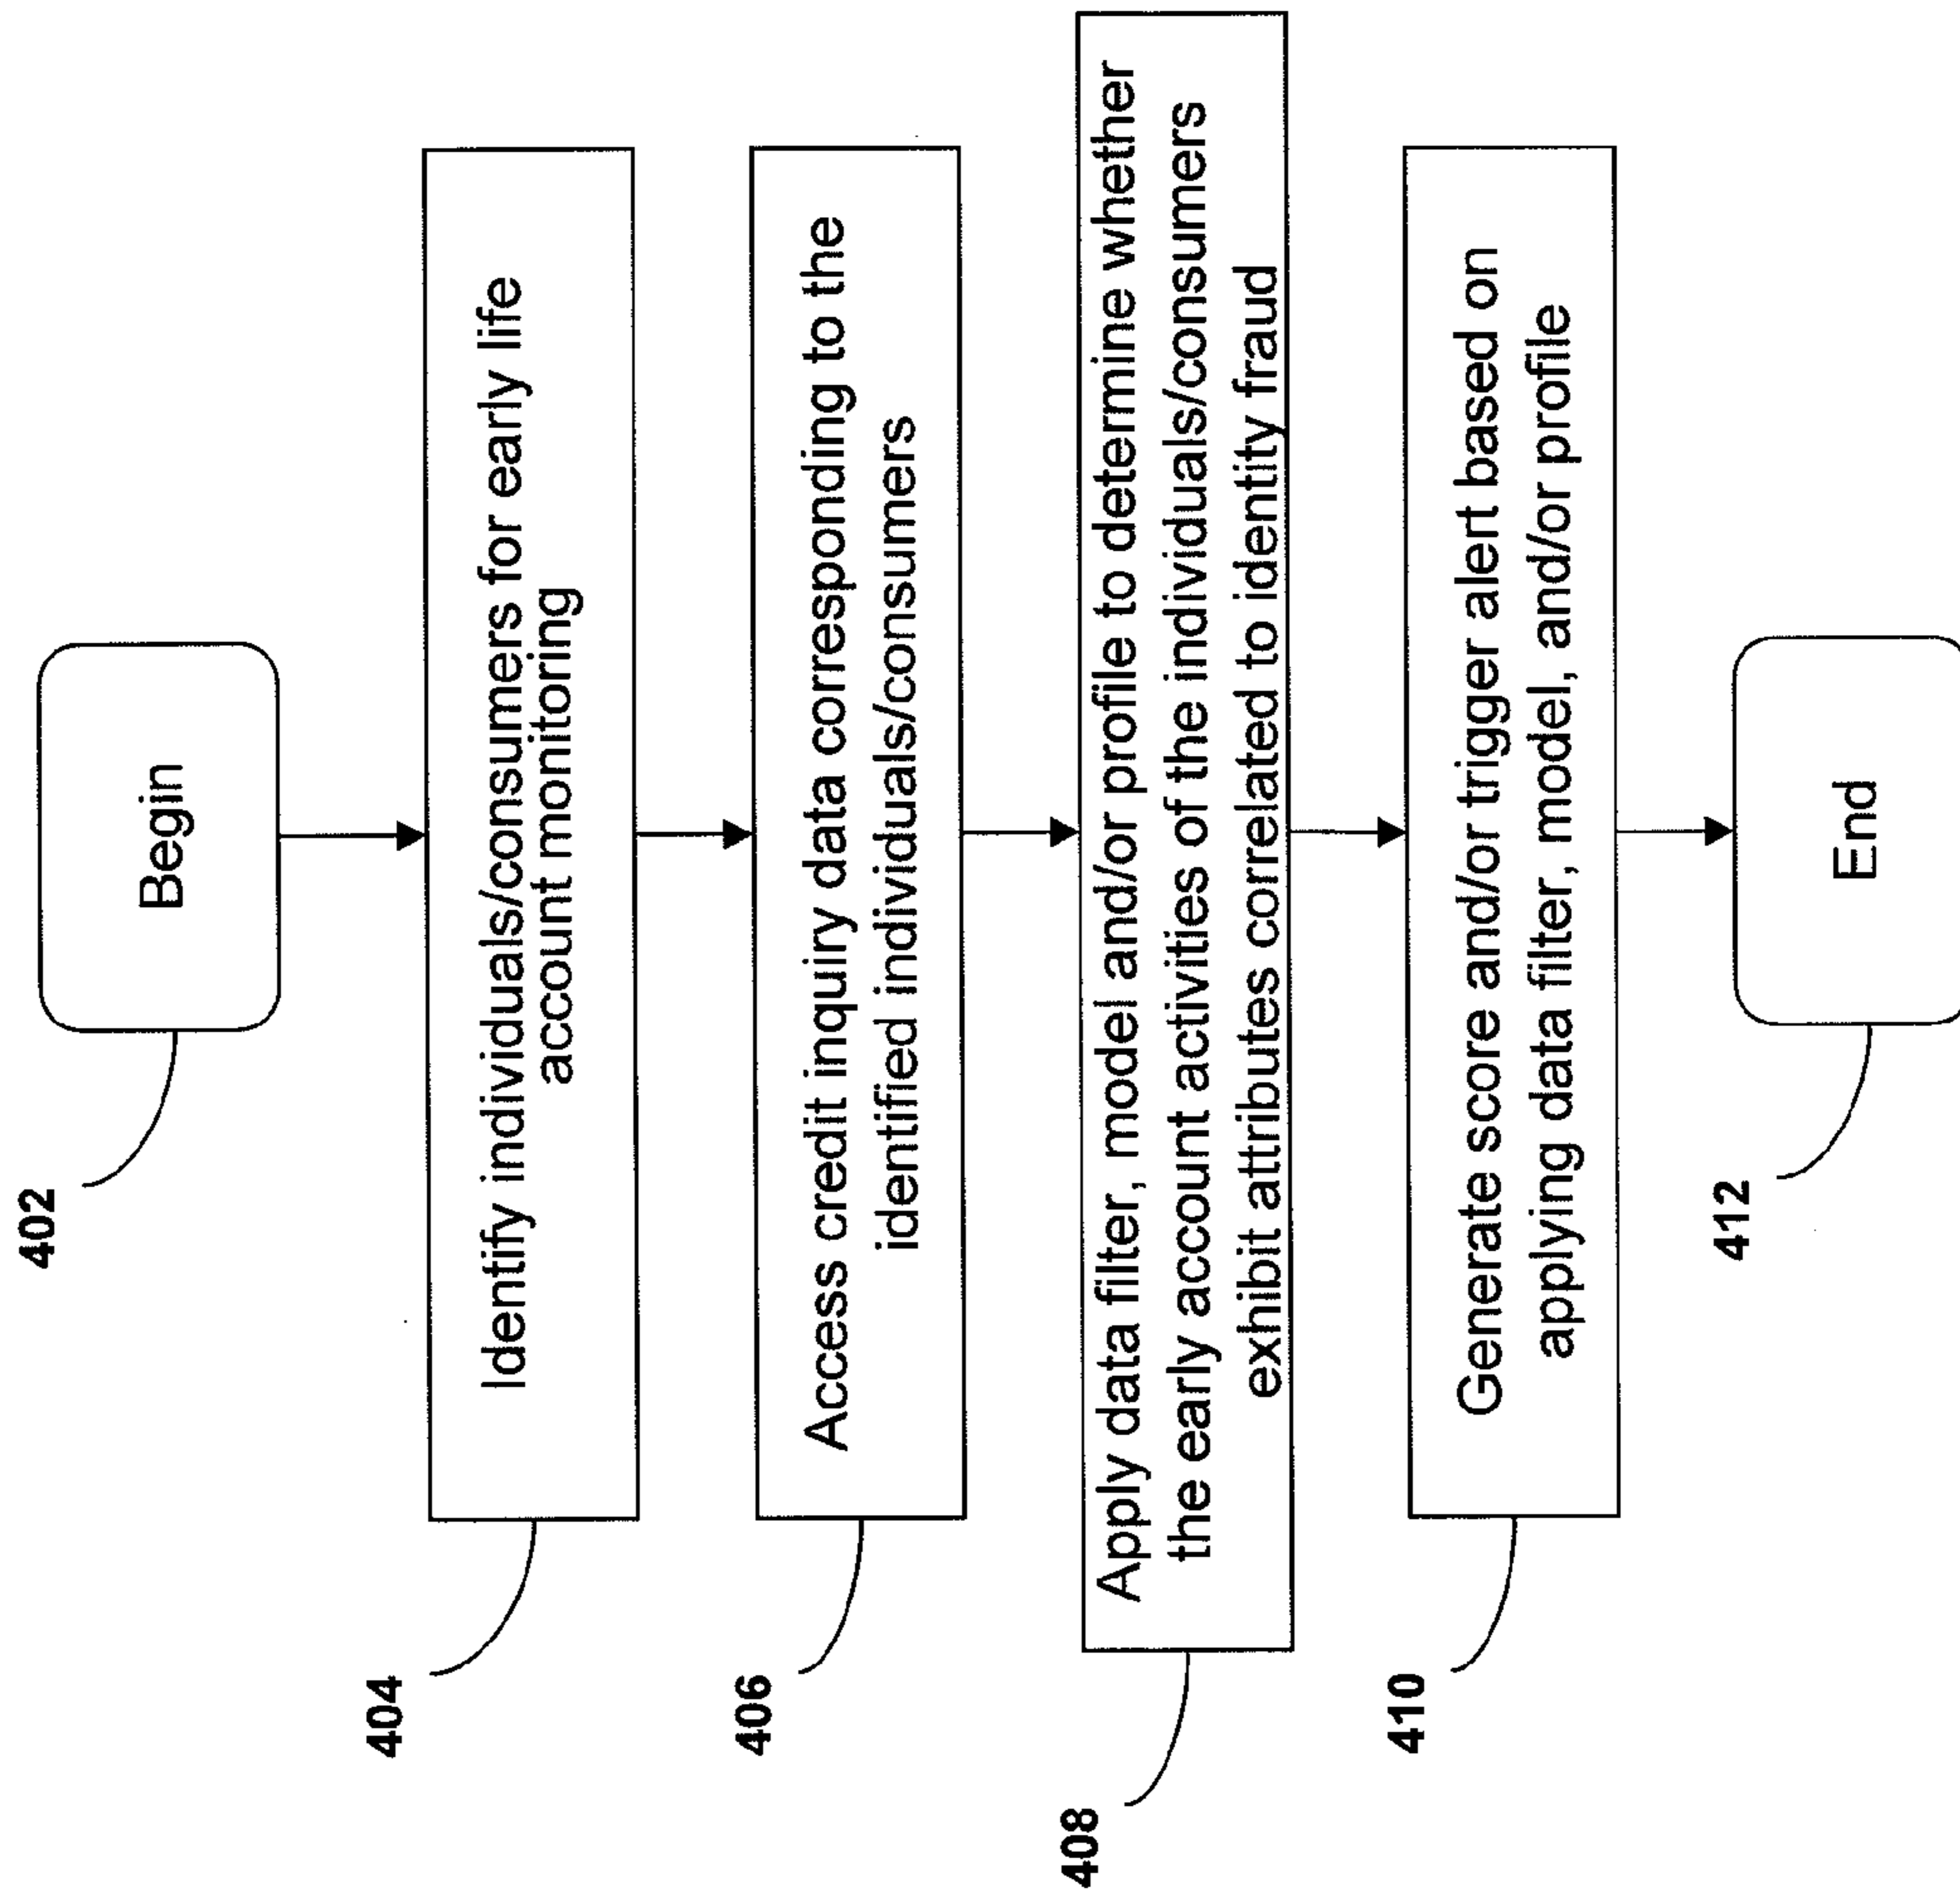 402
Begin
404
Identify individuals/consumers for early life
account monitoring
406
Access credit inquiry data corresponding to the
identified individuals/consumers
408
Apply data filter, model and/or profile to determine whether
the early account activities of the individuals/consumers
exhibit attributes correlated to identity fraud
410
Generate score and/or trigger alert based on
applying data filter, model, and/or profile
412
End